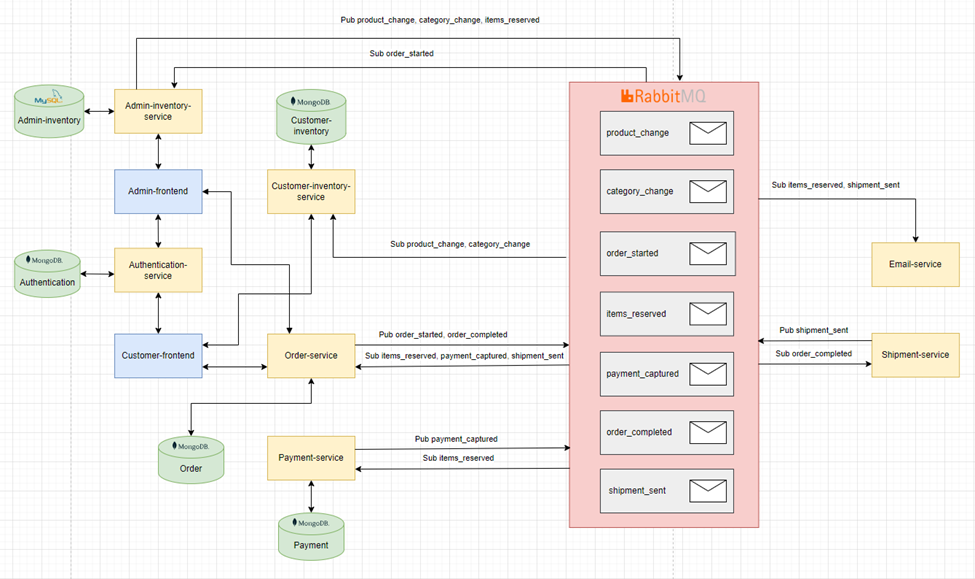 Pub product_change, category_change, items_reserved
Sub order_started
MySQL
Admin-inventory
Admin-inventory-
service
MongoDB.
Customer-
inventory
RabbitMQ
product_change
Admin-frontend
Customer-inventory-
service
category_change
Sub items_reserved, shipment_sent
Sub product_change, category_change
order_started
MongoDB.
Authentication
Authentication-
service
Email-service
items_reserved
Customer-frontend
Order-service
Pub order_started, order_completed
Sub items_reserved, payment_captured, shipment_sent
payment_captured
Pub shipment_sent
Sub order_completed
Shipment-service
MongoDB.
Order
Payment-service
Pub payment_captured
Sub items_reserved
order_completed
shipment_sent
MongoDB.
Payment